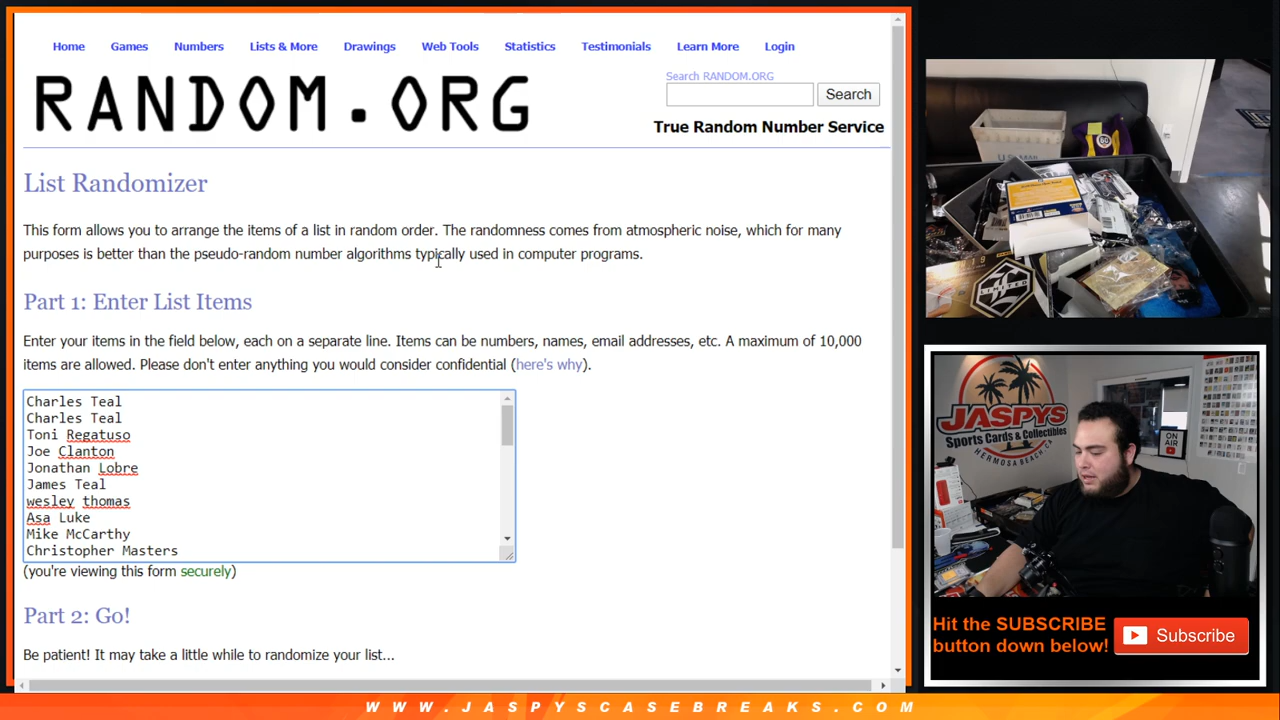 Home Games Numbers Lists & More Drawings Web Tools Statistics Testimonials Learn More Login
RANDOM.ORG
Search RANDOM.ORG
Search
True Random Number Service
List Randomizer
This form allows you to arrange the items of a list in random order. The randomness comes from atmospheric noise, which for many
purposes is better than the pseudo-random number algorithms typically used in computer programs.
Part 1: Enter List Items
Enter your items in the field below, each on a separate line. Items can be numbers, names, email addresses, etc. A maximum of 10,000
items are allowed. Please don't enter anything you would consider confidential (here's why).
Charles Teal
Charles Teal
Toni Regatuso
Joe Clanton
Jonathan Lobre
James Teal
wesley thomas
Asa Luke
Mike McCarthy
Christopher Masters
(you're viewing this form securely)
Part 2: Go!
Be patient! It may take a little while to randomize your list...
LIMITED
JASPYS
Sports Cards & Collectibles
HERMOSA BEACH, CA
ON
AIR
Hit the SUBSCRIBE
button down below!
Subscribe
WWW.JASPYSCASEBREAKS.COM